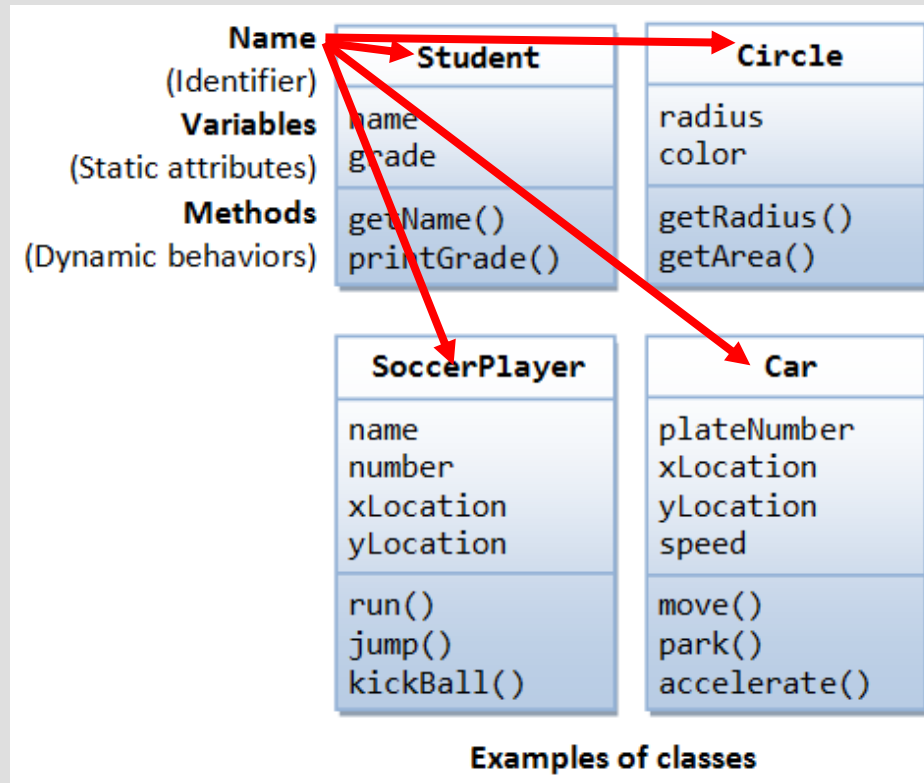 Name
(Identifier)
Variables
(Static attributes)
Methods
(Dynamic behaviors)
Student
name
grade
getName()
printGrade()
Circle
radius
color
getRadius()
getArea()
SoccerPlayer
name
number
xLocation
yLocation
run()
jump()
kickBall()
Car
plateNumber
xLocation
yLocation
speed
move()
park()
accelerate()
Examples of classes